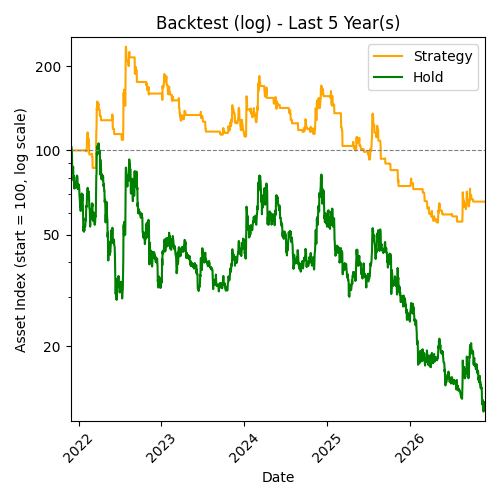 Backtest (log) - Last 5 Year(s)
Strategy
Hold
Asset Index (start = 100, log scale)
200
100
50
20
2022
2023
2024
2025
2026
Date